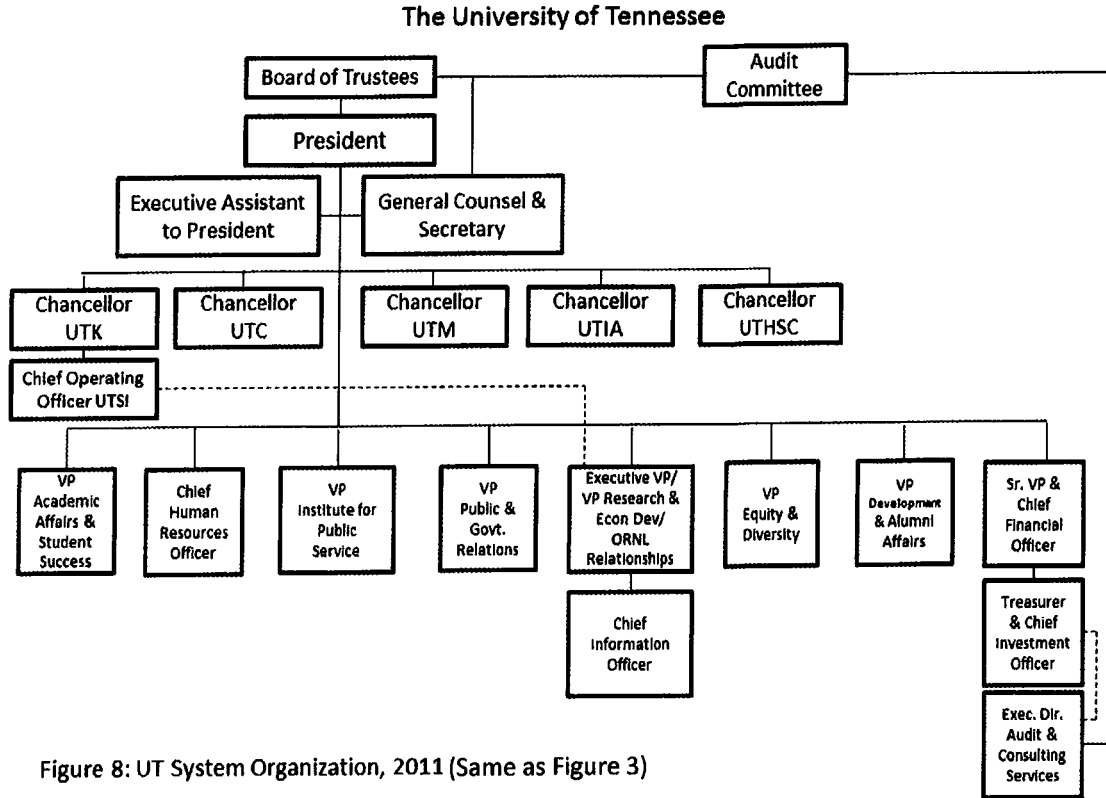 The University of Tennessee
Board of Trustees
Audit
Committee
President
Executive Assistant
to President
General Counsel &
Secretary
Chancellor
UTK
Chancellor
UTC
Chancellor
UTM
Chancellor
UTIA
Chancellor
UTHSC
Chief Operating
Officer UTSI
VP
Academic
Affairs &
Student
Success
Chief
Human
Resources
Officer
VP
Institute for
Public
Service
VP
Public &
Govt.
Relations
Executive VP/
VP Research &
Econ Dev/
ORNL
Relationships
VP
Equity &
Diversity
VP
Development
& Alumni
Affairs
Sr. VP &
Chief
Financial
Officer
Chief
Information
Officer
Treasurer
& Chief
Investment
Officer
Exec. Dir.
Audit &
Consulting
Services
Figure 8: UT System Organization, 2011 (Same as Figure 3)